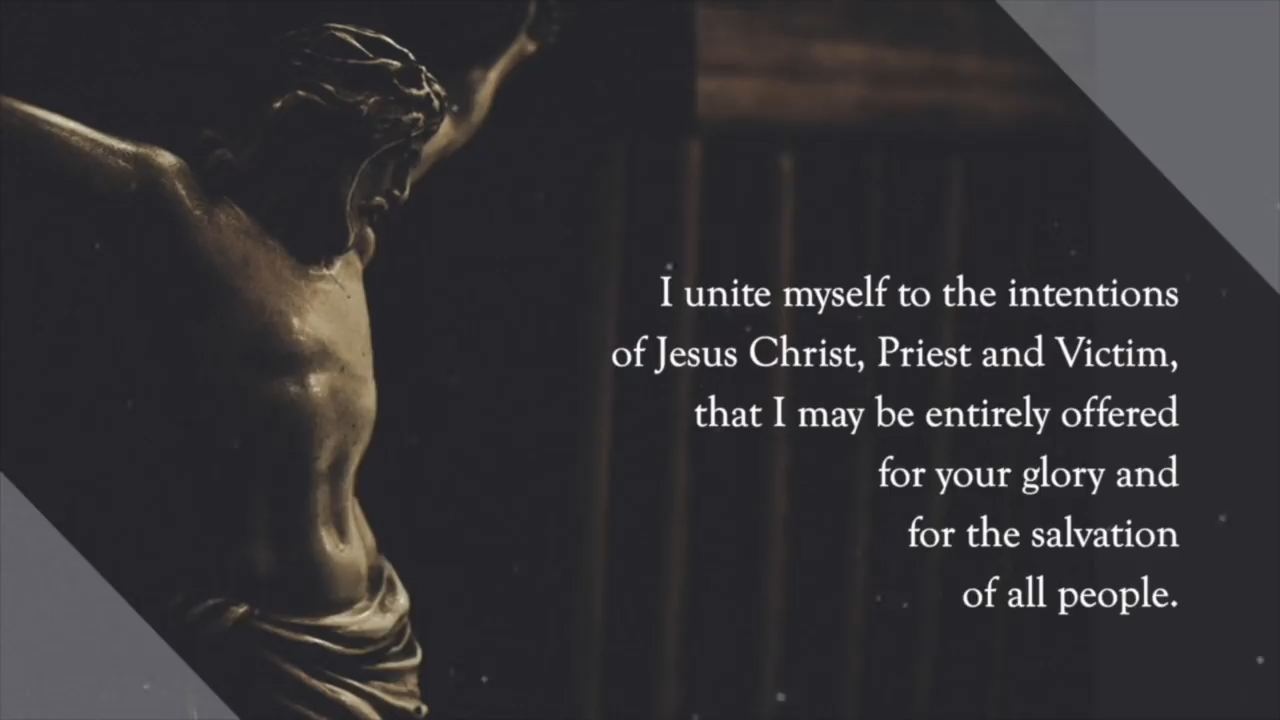 I unite myself to the intentions
of Jesus Christ, Priest and Victim,
that I may be entirely offered
for your glory and
for the salvation
of all people.